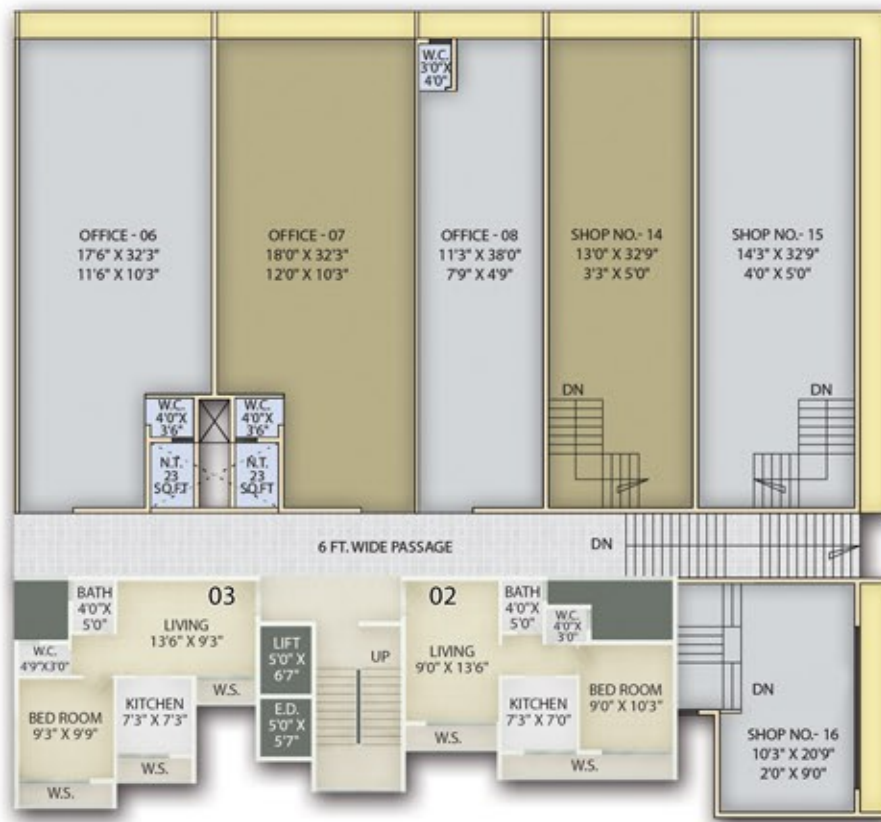 W.C.
3'0"X
4'0"
OFFICE - 06
17'6" X 32'3"
11'6" X 10'3"
OFFICE - 07
18'0" X 32'3"
12'0" X 10'3"
OFFICE - 08
11'3" X 38'0"
7'9" X 4'9"
SHOP NO.- 14
13'0" X 32'9"
3'3" X 5'0"
SHOP NO.- 15
14'3" X 32'9"
4'0" X 5'0"
W.C.
4'0"X
3'6"
W.C.
4'0"X
3'6"
N.T.
23
SQ.FT
N.T.
23
SQ.FT
DN
DN
6 FT. WIDE PASSAGE
DN
BATH
4'0"X
5'0"
03
LIVING
13'6" X 9'3"
W.C.
4'9"X3'0"
BED ROOM
9'3" X 9'9"
KITCHEN
7'3" X 7'3"
W.S.
W.S.
W.S.
LIFT
5'0" X
6'7"
E.D.
5'0" X
5'7"
UP
02
LIVING
9'0" X 13'6"
BATH
4'0"X
5'0"
W.C.
4'0"X
3'0"
KITCHEN
7'3" X 7'0"
BED ROOM
9'0" X 10'3"
W.S.
W.S.
DN
SHOP NO.- 16
10'3" X 20'9"
2'0" X 9'0"